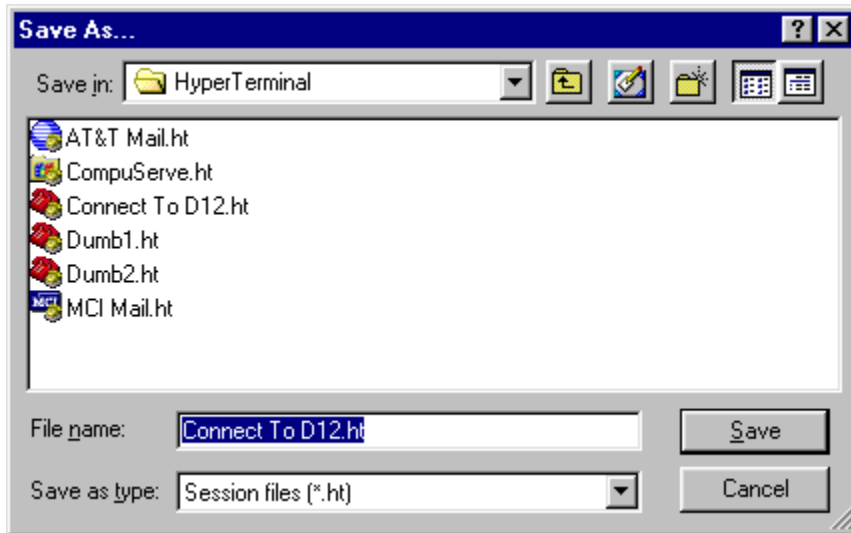 Save As...
Save in: HyperTerminal
AT&T Mail.ht
CompuServe.ht
Connect To D12.ht
Dumb1.ht
Dumb2.ht
MCI
MCI Mail.ht
File name: Connect To D12.ht Save
Save as type: Session files (*.ht) Cancel